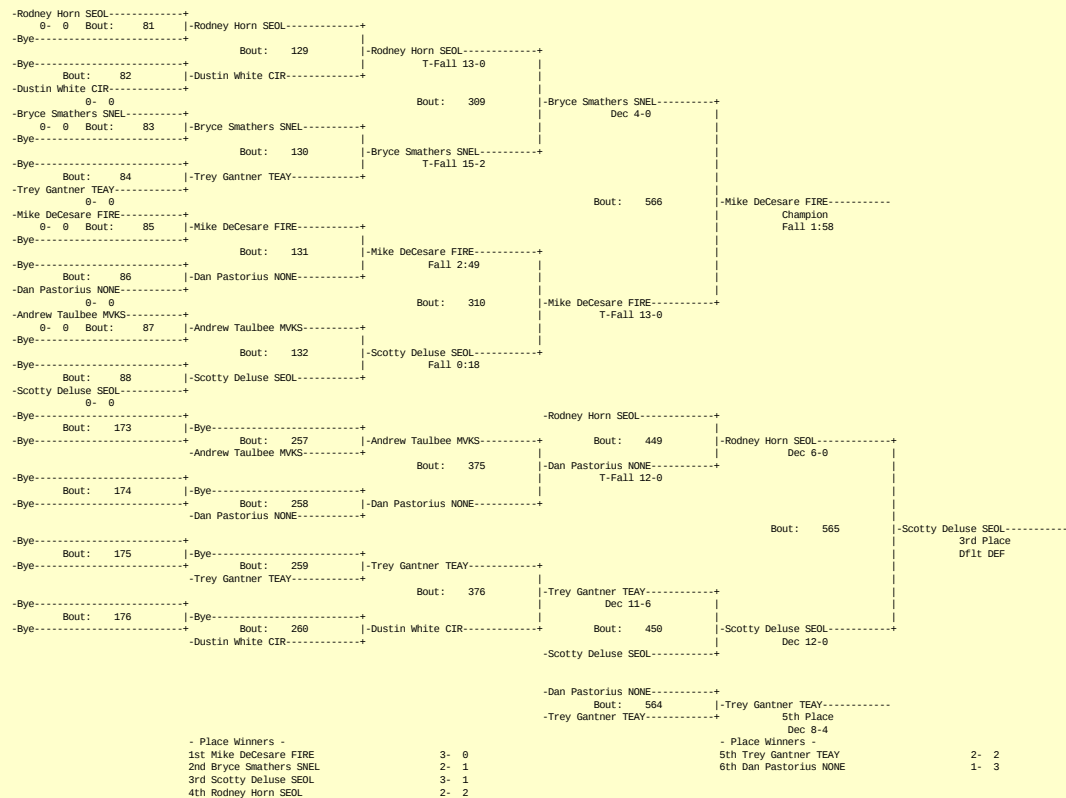 -Rodney Horn SEOL-------------+
0- 0 Bout: 81 |-Rodney Horn SEOL-------------+
-Bye--------------------------+ |
Bout: 129 |-Rodney Horn SEOL-------------+
-Bye--------------------------+ | T-Fall 13-0 |
Bout: 82 |-Dustin White CIR-------------+ |
-Dustin White CIR-------------+ |
0- 0 Bout: 309 |-Bryce Smathers SNEL----------+
-Bryce Smathers SNEL----------+ | Dec 4-0 |
0- 0 Bout: 83 |-Bryce Smathers SNEL----------+ | |
-Bye--------------------------+ | | |
Bout: 130 |-Bryce Smathers SNEL----------+ |
-Bye--------------------------+ | T-Fall 15-2 |
Bout: 84 |-Trey Gantner TEAY------------+ |
-Trey Gantner TEAY------------+ |
0- 0 Bout: 566 |-Mike DeCesare FIRE-----------
-Mike DeCesare FIRE-----------+ | Champion
0- 0 Bout: 85 |-Mike DeCesare FIRE-----------+ | Fall 1:58
-Bye--------------------------+ | |
Bout: 131 |-Mike DeCesare FIRE-----------+ |
-Bye--------------------------+ | Fall 2:49 | |
Bout: 86 |-Dan Pastorius NONE-----------+ | |
-Dan Pastorius NONE-----------+ | |
0- 0 Bout: 310 |-Mike DeCesare FIRE-----------+
-Andrew Taulbee MVKS----------+ | T-Fall 13-0
0- 0 Bout: 87 |-Andrew Taulbee MVKS----------+ |
-Bye--------------------------+ | |
Bout: 132 |-Scotty Deluse SEOL-----------+
-Bye--------------------------+ | Fall 0:18
Bout: 88 |-Scotty Deluse SEOL-----------+
-Scotty Deluse SEOL-----------+
0- 0
-Bye--------------------------+ -Rodney Horn SEOL-------------+
Bout: 173 |-Bye--------------------------+ |
-Bye--------------------------+ Bout: 257 |-Andrew Taulbee MVKS----------+ Bout: 449 |-Rodney Horn SEOL-------------+
-Andrew Taulbee MVKS----------+ | | Dec 6-0 |
Bout: 375 |-Dan Pastorius NONE-----------+ |
-Bye--------------------------+ | T-Fall 12-0 |
Bout: 174 |-Bye--------------------------+ | |
-Bye--------------------------+ Bout: 258 |-Dan Pastorius NONE-----------+ |
-Dan Pastorius NONE-----------+ |
Bout: 565 |-Scotty Deluse SEOL-----------
-Bye--------------------------+ | 3rd Place
Bout: 175 |-Bye--------------------------+ | Dflt DEF
-Bye--------------------------+ Bout: 259 |-Trey Gantner TEAY------------+ |
-Trey Gantner TEAY------------+ | |
Bout: 376 |-Trey Gantner TEAY------------+ |
-Bye--------------------------+ | Dec 11-6 | |
Bout: 176 |-Bye--------------------------+ | | |
-Bye--------------------------+ Bout: 260 |-Dustin White CIR-------------+ Bout: 450 |-Scotty Deluse SEOL-----------+
-Dustin White CIR-------------+ | Dec 12-0
-Scotty Deluse SEOL-----------+
-Dan Pastorius NONE-----------+
Bout: 564 |-Trey Gantner TEAY------------
-Trey Gantner TEAY------------+ 5th Place
Dec 8-4
- Place Winners - - Place Winners -
1st Mike DeCesare FIRE 3- 0 5th Trey Gantner TEAY 2- 2
2nd Bryce Smathers SNEL 2- 1 6th Dan Pastorius NONE 1- 3
3rd Scotty Deluse SEOL 3- 1
4th Rodney Horn SEOL 2- 2